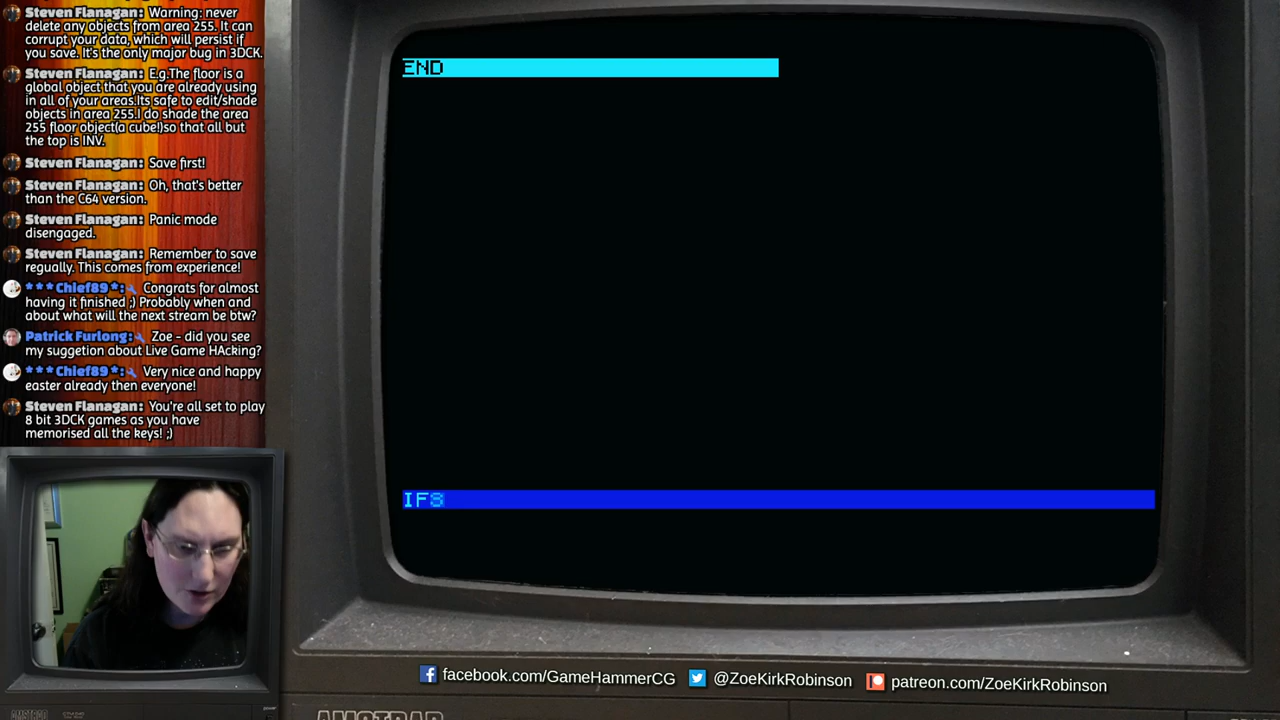 Steven Flanagan: Warning: never
delete any objects from area 255. It can
corrupt your data, which will persist if
you save. It's the only major bug in 3DCK.
Steven Flanagan: E.g.The floor is a
global object that you are already using
in all of your areas.Its safe to edit/shade
objects in area 255.I do shade the area
255 floor object(a cube!)so that all but
the top is INV.
Steven Flanagan: Save first!
Steven Flanagan: Oh, that's better
than the C64 version.
Steven Flanagan: Panic mode
disengaged.
Steven Flanagan: Remember to save
regually. This comes from experience!
***Chief89*: Congrats for almost
having it finished ;) Probably when and
about what will the next stream be btw?
Patrick Furlong: Zoe - did you see
my suggetion about Live Game HAcking?
***Chief89*: Very nice and happy
easter already then everyone!
Steven Flanagan: You're all set to play
8 bit 3DCK games as you have
memorised all the keys! ;)
END
IFS
facebook.com/GameHammerCG
@ZoeKirkRobinson
patreon.com/ZoeKirkRobinson
AMSTRAD
AMSTRAD